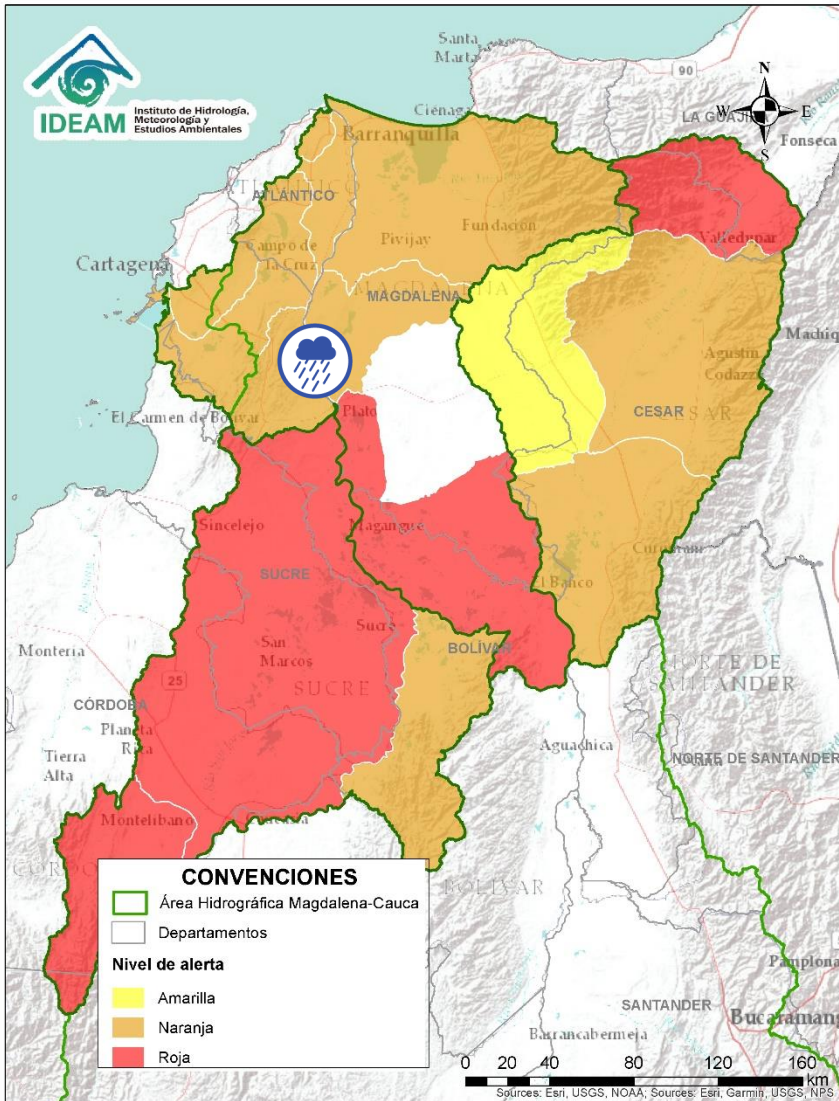 IDEAM
Instituto de Hidrología,
Meteorología y
Estudios Ambientales
Santa
Marta
90
N
E
S
LA GUAJI
Ciénaga
Barranquilla
Fonseca
ATLÁNTICO
Valledupar
Fundación
Pivijay
Campo de
la Cruz
Cartagena
MAGDALENA
Machiq
Agustín
Codazzi
El Carmen de Bolívar
Plato
CESAR
Sincelejo
Magangué
SUCRE
El Banco
Sucre
BOLÍVAR
Montería
San
Marcos
SUCRE
NORTE DE
SANTANDER
25
CÓRDOBA
Planeta
Rica
Aguachica
Tierra
Alta
NORTE DE SANTANDER
Montelíbano
BOLÍVAR
CONVENCIONES
Área Hidrográfica Magdalena-Cauca
Departamentos
Nivel de alerta
Amarilla
Naranja
Roja
Pamplona
SANTANDER
Bucaramang
Barrancabermeja
0 20 40 80 120 160
km
Sources: Esri, USGS, NOAA; Sources: Esri, Garmin, USGS, NPS